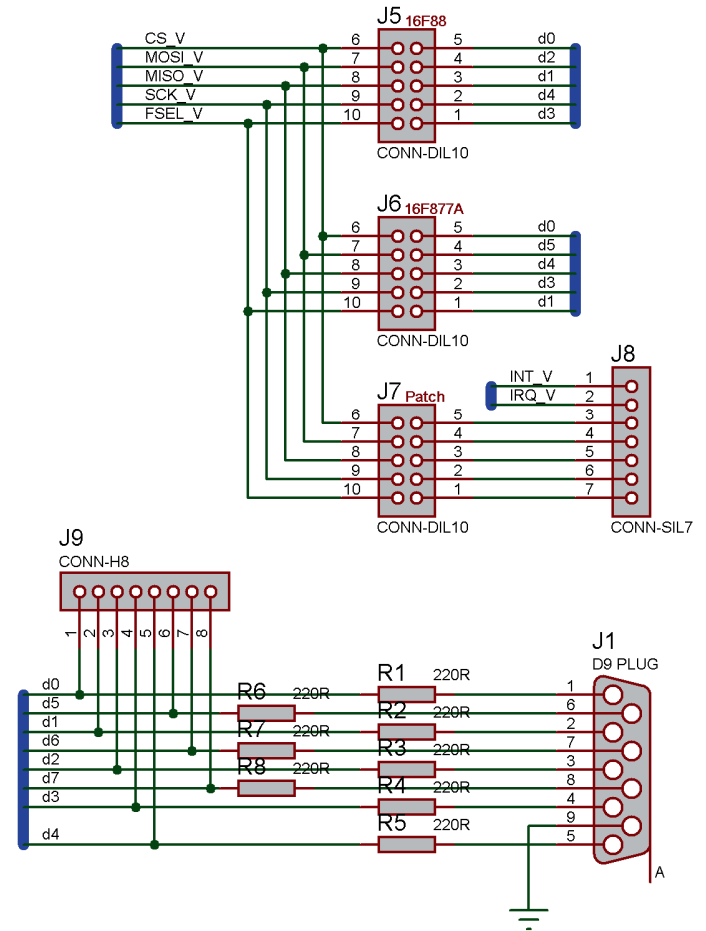 J5 16F88
CS_V 6 5 d0
MOSI_V 7 4 d2
MISO_V 8 3 d1
SCK_V 9 2 d4
FSEL_V 10 1 d3
CONN-DIL10
J6 16F877A
6 5 d0
7 4 d5
8 3 d4
9 2 d3
10 1 d1
CONN-DIL10
J8
INT_V 1
J7 Patch
IRQ_V 2
6 5 3
7 4 4
8 3 5
9 2 6
10 1 7
CONN-DIL10 CONN-SIL7
J9
CONN-H8
1 2 3 4 5 6 7 8
J1
D9 PLUG
d0 R1 220R 1
d5 R6 220R 220R 6
d1 R2 2
d6 R7 220R 220R 7
d2 R3 3
d7 R8 220R 220R 8
d3 R4 220R 4
9
d4 R5 220R 5
A